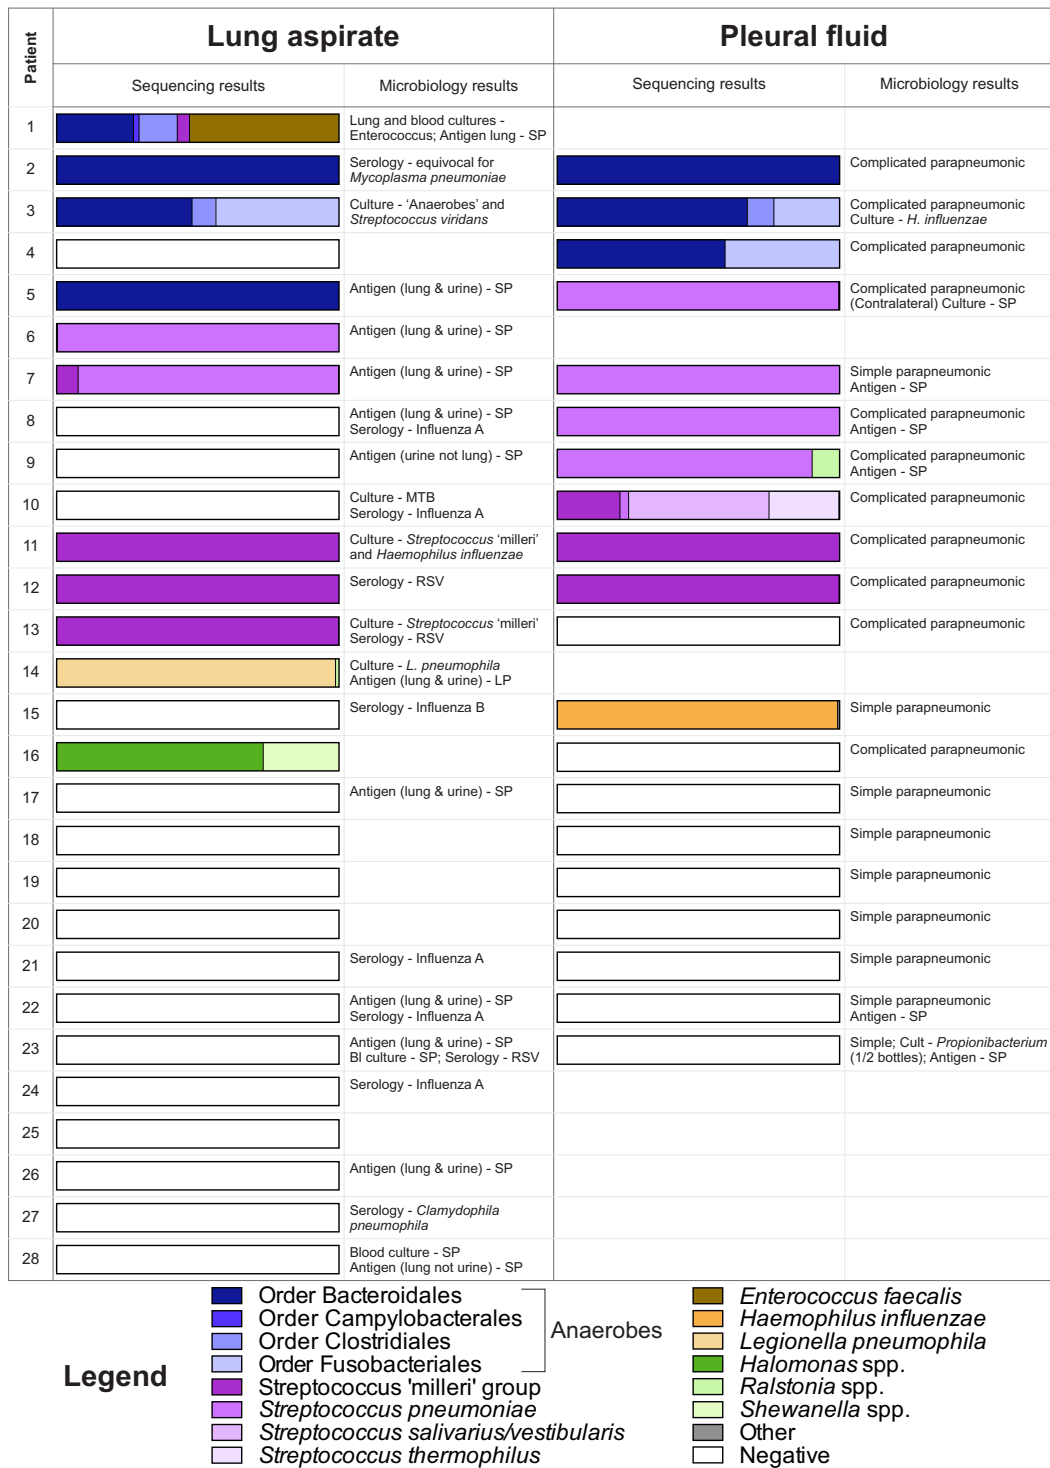 Patient
Lung aspirate
Pleural fluid
Sequencing results
Microbiology results
Sequencing results
Microbiology results
1
Lung and blood cultures -
Enterococcus; Antigen lung - SP
2
Serology - equivocal for
Mycoplasma pneumoniae
Complicated parapneumonic
3
Culture - ‘Anaerobes’ and
Streptococcus viridans
Complicated parapneumonic
Culture - H. influenzae
4
Complicated parapneumonic
5
Antigen (lung & urine) - SP
Complicated parapneumonic
(Contralateral) Culture - SP
6
Antigen (lung & urine) - SP
7
Antigen (lung & urine) - SP
Simple parapneumonic
Antigen - SP
8
Antigen (lung & urine) - SP
Serology - Influenza A
Complicated parapneumonic
Antigen - SP
9
Antigen (urine not lung) - SP
Complicated parapneumonic
Antigen - SP
10
Culture - MTB
Serology - Influenza A
Complicated parapneumonic
11
Culture - Streptococcus ‘milleri’
and Haemophilus influenzae
Complicated parapneumonic
12
Serology - RSV
Complicated parapneumonic
13
Culture - Streptococcus ‘milleri’
Serology - RSV
Complicated parapneumonic
14
Culture - L. pneumophila
Antigen (lung & urine) - LP
15
Serology - Influenza B
Simple parapneumonic
16
Complicated parapneumonic
17
Antigen (lung & urine) - SP
Simple parapneumonic
18
Simple parapneumonic
19
Simple parapneumonic
20
Simple parapneumonic
21
Serology - Influenza A
Simple parapneumonic
22
Antigen (lung & urine) - SP
Serology - Influenza A
Simple parapneumonic
Antigen - SP
23
Antigen (lung & urine) - SP
Bl culture - SP; Serology - RSV
Simple; Cult - Propionibacterium
(1/2 bottles); Antigen - SP
24
Serology - Influenza A
25
26
Antigen (lung & urine) - SP
27
Serology - Clamydophila
pneumophila
28
Blood culture - SP
Antigen (lung not urine) - SP
Legend
Order Bacteroidales
Order Campylobacterales
Order Clostridiales
Order Fusobacteriales
Anaerobes
Streptococcus 'milleri' group
Streptococcus pneumoniae
Streptococcus salivarius/vestibularis
Streptococcus thermophilus
Enterococcus faecalis
Haemophilus influenzae
Legionella pneumophila
Halomonas spp.
Ralstonia spp.
Shewanella spp.
Other
Negative